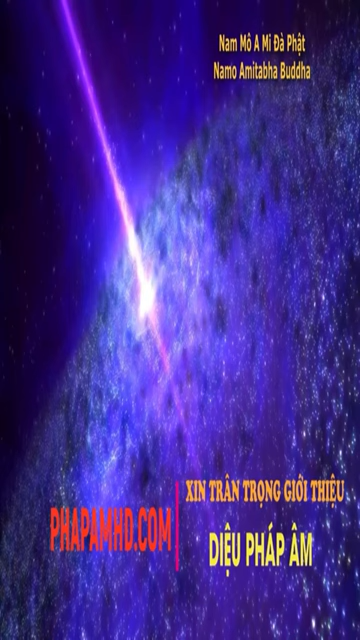 Nam Mô A Mi Đà Phật
Namo Amitabha Buddha
XIN TRÂN TRỌNG GIỚI THIỆU
PHAPAMHD.COM
DIỆU PHÁP ÂM